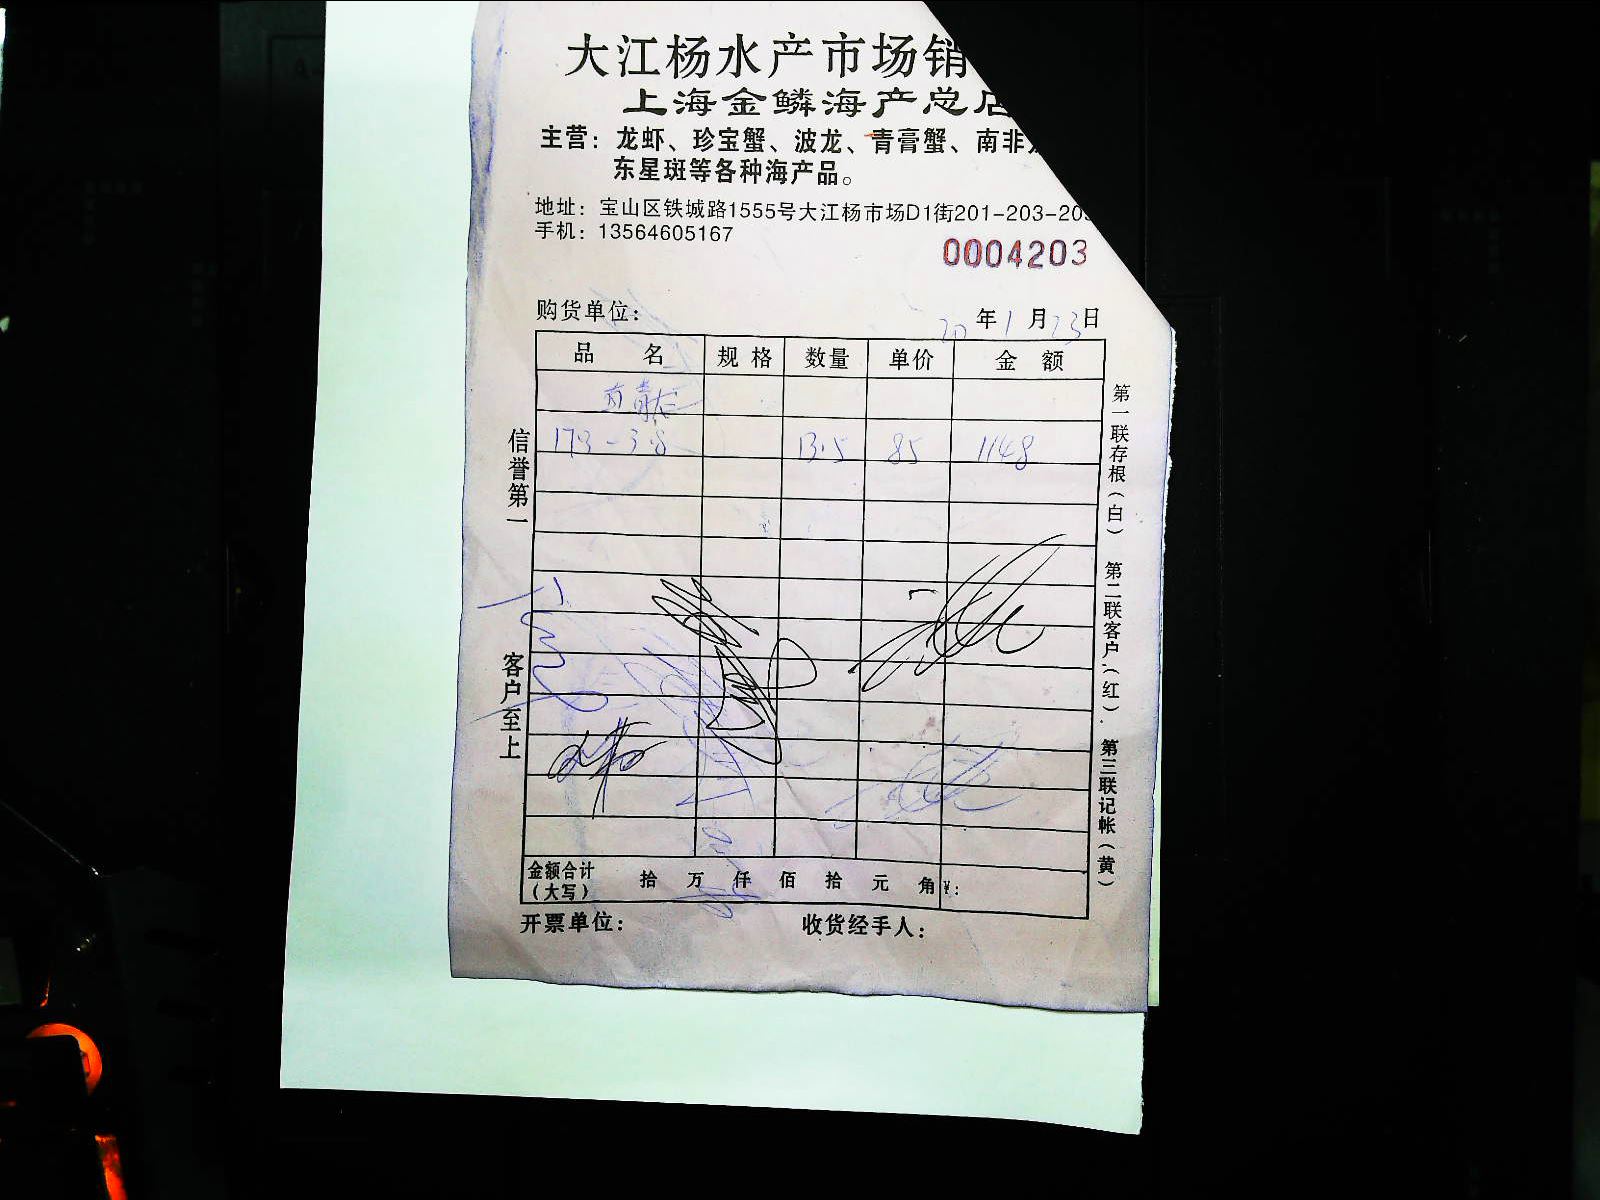 大江杨水产市场销
上海金鳞海产总店
主营：龙虾、珍宝蟹、波龙、青膏蟹、南非
东星斑等各种海产品。
地址：宝山区铁城路1555号大江杨市场D1街201-203-205
手机：13564605167
0004203
购货单位：
20年1月23日
品 名 规格 数量 单价 金 额
173-3.8 13.5 85 1148
信誉第一
客户至上
第一联存根（白） 第二联客户（红） 第三联记帐（黄）
金额合计（大写） 拾 万 仟 佰 拾 元 角 ¥：
开票单位： 收货经手人：